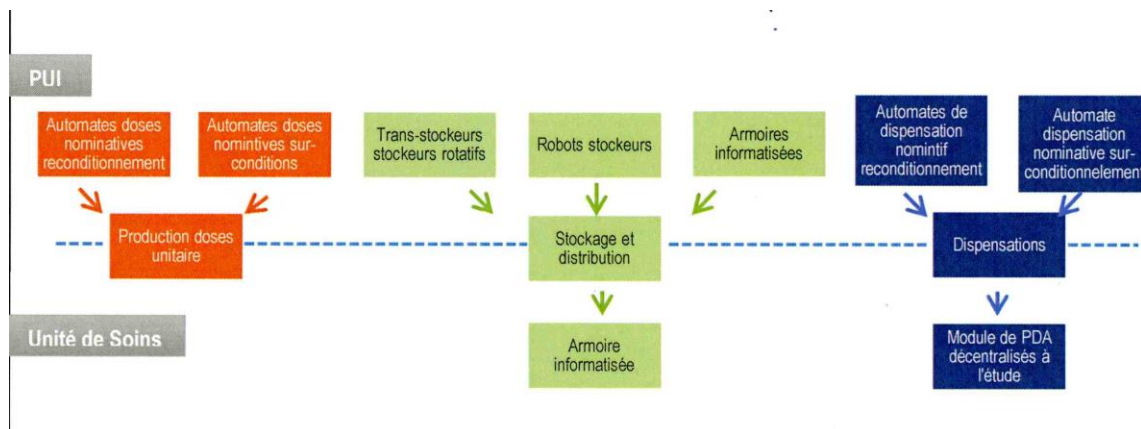 PUI
Automates doses
nominatives
reconditionnement
Automates doses
nomintives sur-
conditions
Trans-stockeurs
stockeurs rotatifs
Robots stockeurs
Armoires
informatisées
Automates de
dispensation
nomintif
reconditionnement
Automate
dispensation
nominative sur-
conditionnelement
Production doses
unitaire
Stockage et
distribution
Dispensations
Unité de Soins
Armoire
informatisée
Module de PDA
décentralisés à
l'étude